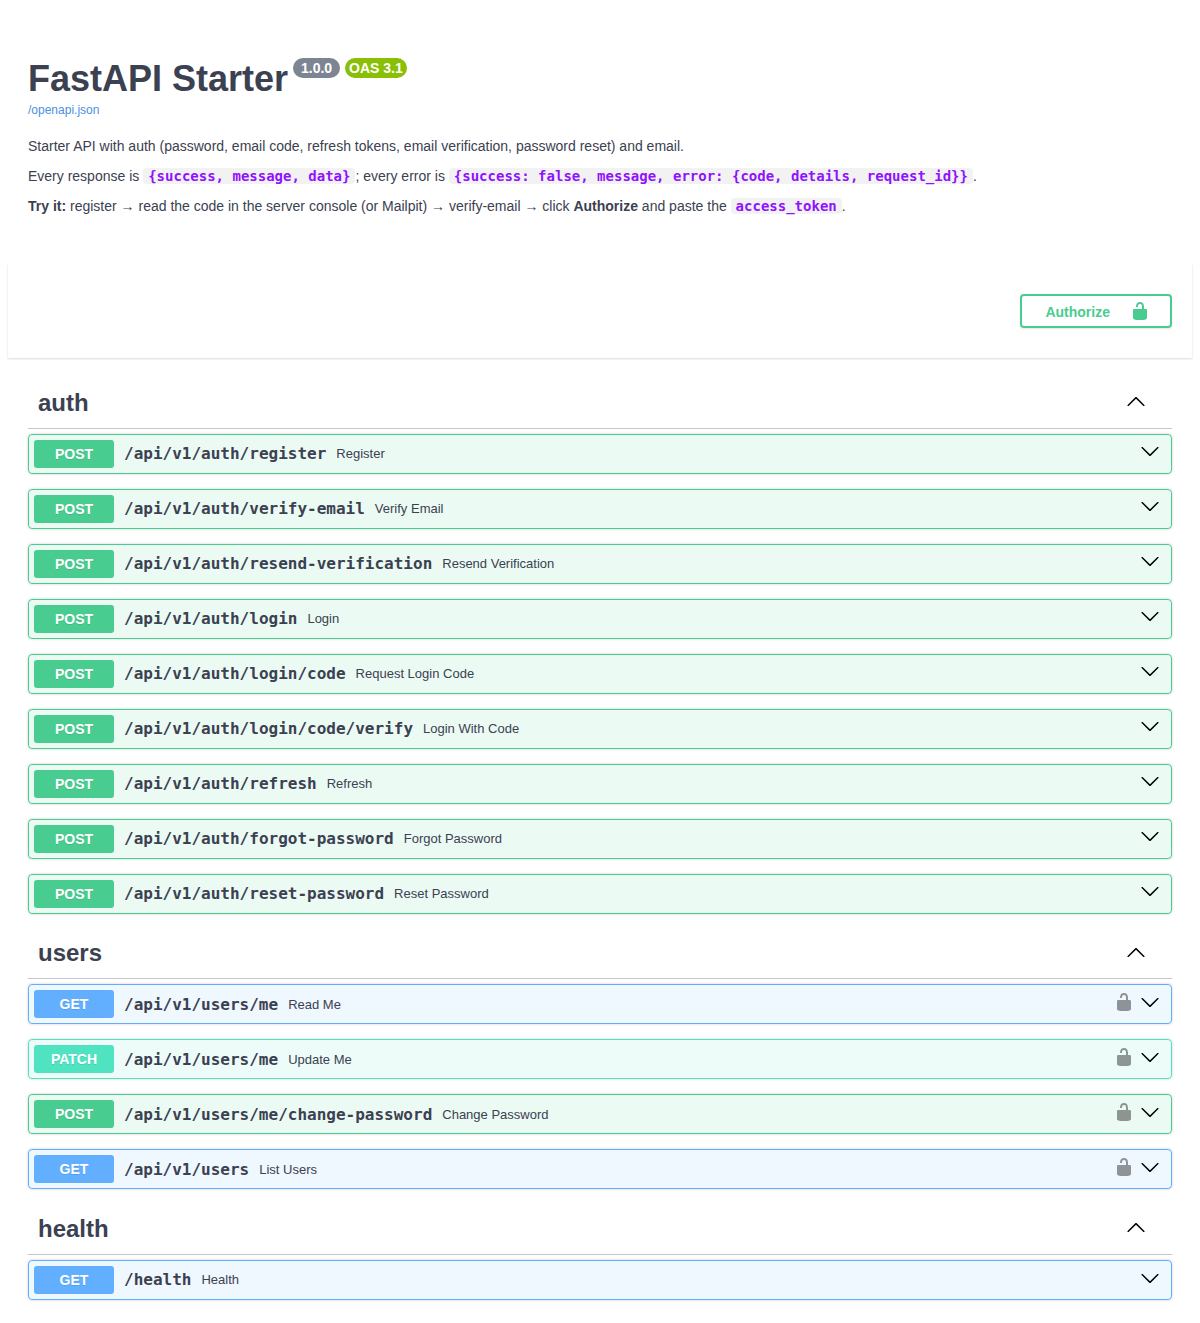 FastAPI Starter 1.0.0 OAS 3.1
/openapi.json
Starter API with auth (password, email code, refresh tokens, email verification, password reset) and email.
Every response is {success, message, data}; every error is {success: false, message, error: {code, details, request_id}}.
Try it: register → read the code in the server console (or Mailpit) → verify-email → click Authorize and paste the access_token.
Authorize
auth
POST /api/v1/auth/register Register
POST /api/v1/auth/verify-email Verify Email
POST /api/v1/auth/resend-verification Resend Verification
POST /api/v1/auth/login Login
POST /api/v1/auth/login/code Request Login Code
POST /api/v1/auth/login/code/verify Login With Code
POST /api/v1/auth/refresh Refresh
POST /api/v1/auth/forgot-password Forgot Password
POST /api/v1/auth/reset-password Reset Password
users
GET /api/v1/users/me Read Me
PATCH /api/v1/users/me Update Me
POST /api/v1/users/me/change-password Change Password
GET /api/v1/users List Users
health
GET /health Health